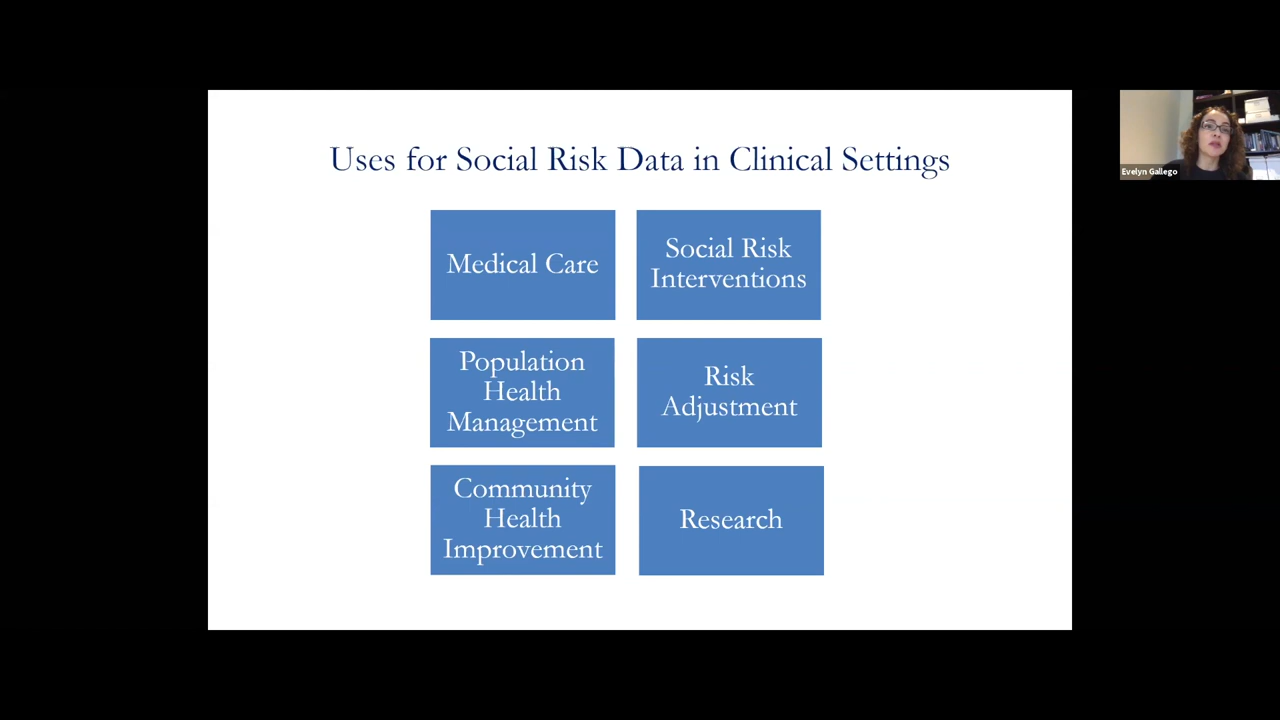 Uses for Social Risk Data in Clinical Settings
Evelyn Gallego
Medical Care
Social Risk
Interventions
Population
Health
Management
Risk
Adjustment
Community
Health
Improvement
Research